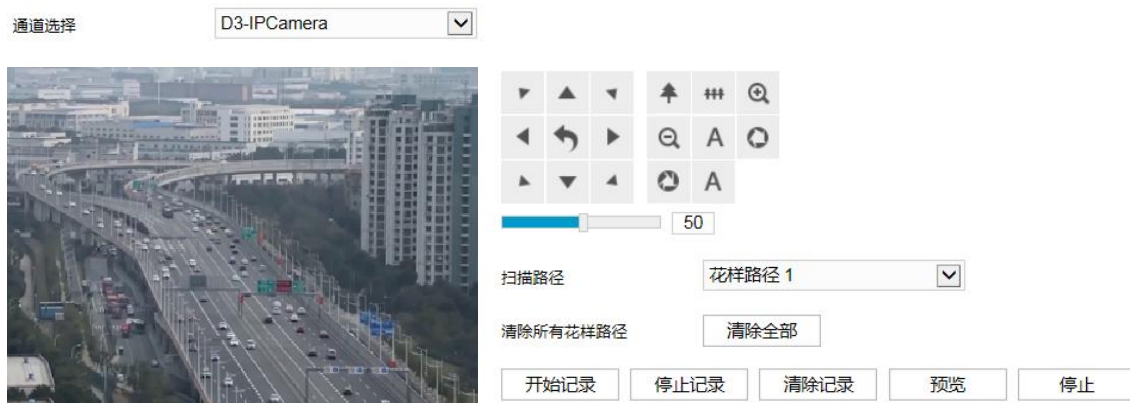 通道选择
D3-IPCamera
A
A
50
扫描路径
花样路径 1
清除所有花样路径
清除全部
开始记录
停止记录
清除记录
预览
停止